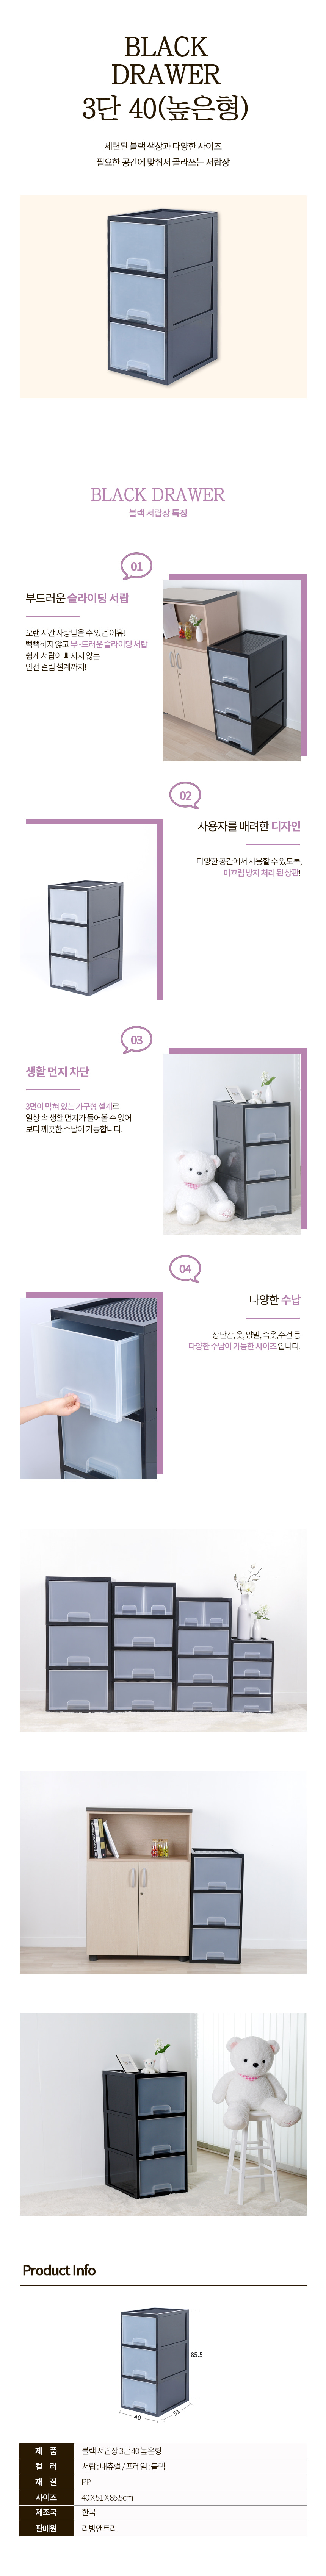 BLACK
DRAWER
3단 40(높은형)
세련된 블랙 색상과 다양한 사이즈
필요한 공간에 맞춰서 골라쓰는 서랍장
BLACK DRAWER
블랙 서랍장 특징
01
부드러운 슬라이딩 서랍
오랜 시간 사랑받을 수 있던 이유!
뻑뻑하지 않고 부~드러운 슬라이딩 서랍
쉽게 서랍이 빠지지 않는
안전 걸림 설계까지!
02
사용자를 배려한 디자인
다양한 공간에서 사용할 수 있도록,
미끄럼 방지 처리 된 상판!
03
생활 먼지 차단
3면이 막혀 있는 가구형 설계로
일상 속 생활 먼지가 들어올 수 없어
보다 깨끗한 수납이 가능합니다.
04
다양한 수납
장난감, 옷, 양말, 속옷,수건 등
다양한 수납이 가능한 사이즈 입니다.
Product Info
85.5
40
51
제 품 블랙 서랍장 3단 40 높은형
컬 러 서랍 : 내츄럴 / 프레임 : 블랙
재 질 PP
사이즈 40 X 51 X 85.5cm
제조국 한국
판매원 리빙앤트리